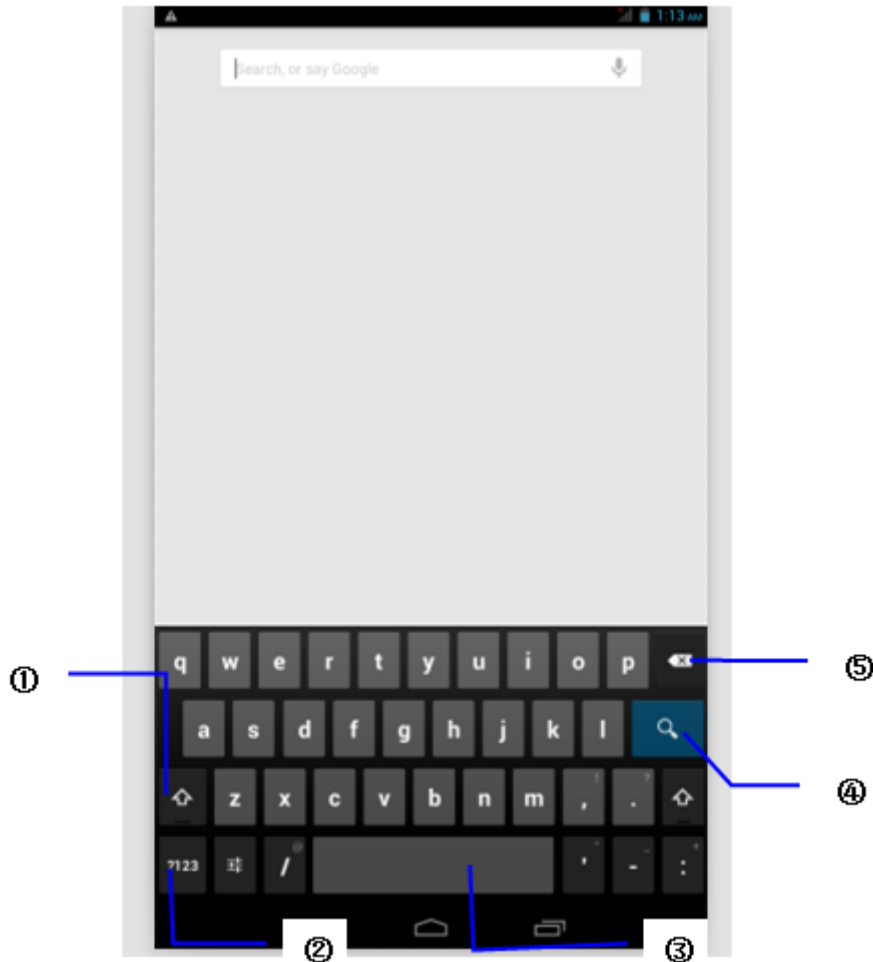 1:13 AM
Search, or say Google
① q w e r t y u i o p ⑤
a s d f g h j k l
④
! ?
z x c v b n m , .
@ ^ _ +
?123 / ' - :
② ③